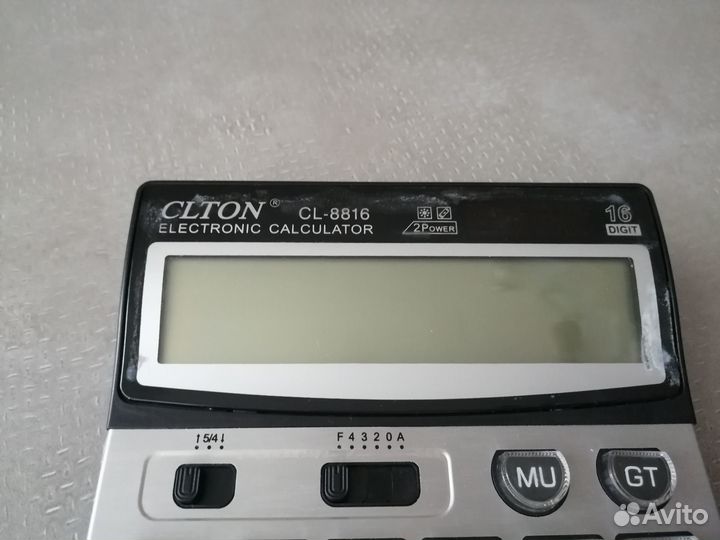 CLTON ® CL-8816 16
ELECTRONIC CALCULATOR 2POWER DIGIT
↑5/4↓ F 4 3 2 0 A
MU GT
Avito